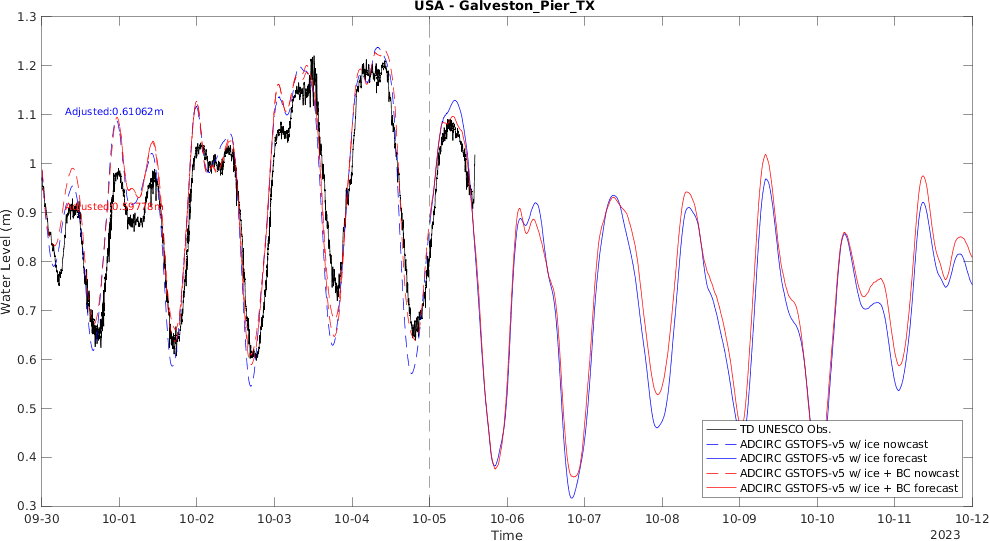 USA - Galveston_Pier_TX
1.3
1.2
1.1
1
0.9
0.8
0.7
0.6
0.5
0.4
0.3
Water Level (m)
Adjusted:0.61062m
TD UNESCO Obs.
ADCIRC GSTOFS-v5 w/ ice nowcast
ADCIRC GSTOFS-v5 w/ ice forecast
ADCIRC GSTOFS-v5 w/ ice + BC nowcast
ADCIRC GSTOFS-v5 w/ ice + BC forecast
09-30 10-01 10-02 10-03 10-04 10-05 10-06 10-07 10-08 10-09 10-10 10-11 10-12
Time
2023